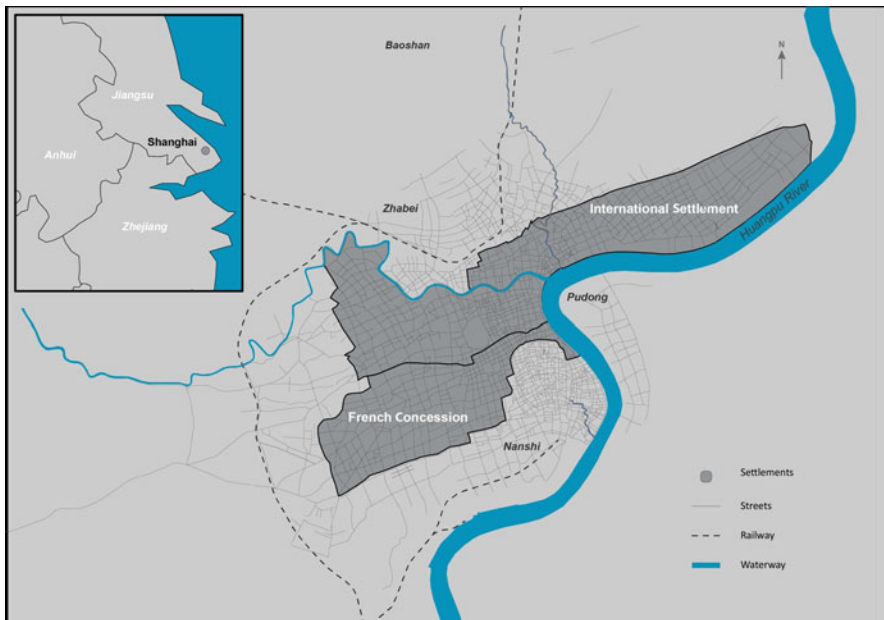 Baoshan
N
Jiangsu
Shanghai
Anhui
Zhejiang
Zhabei
International Settlement
Huangpu River
Pudong
French Concession
Nanshi
Settlements
Streets
Railway
Waterway